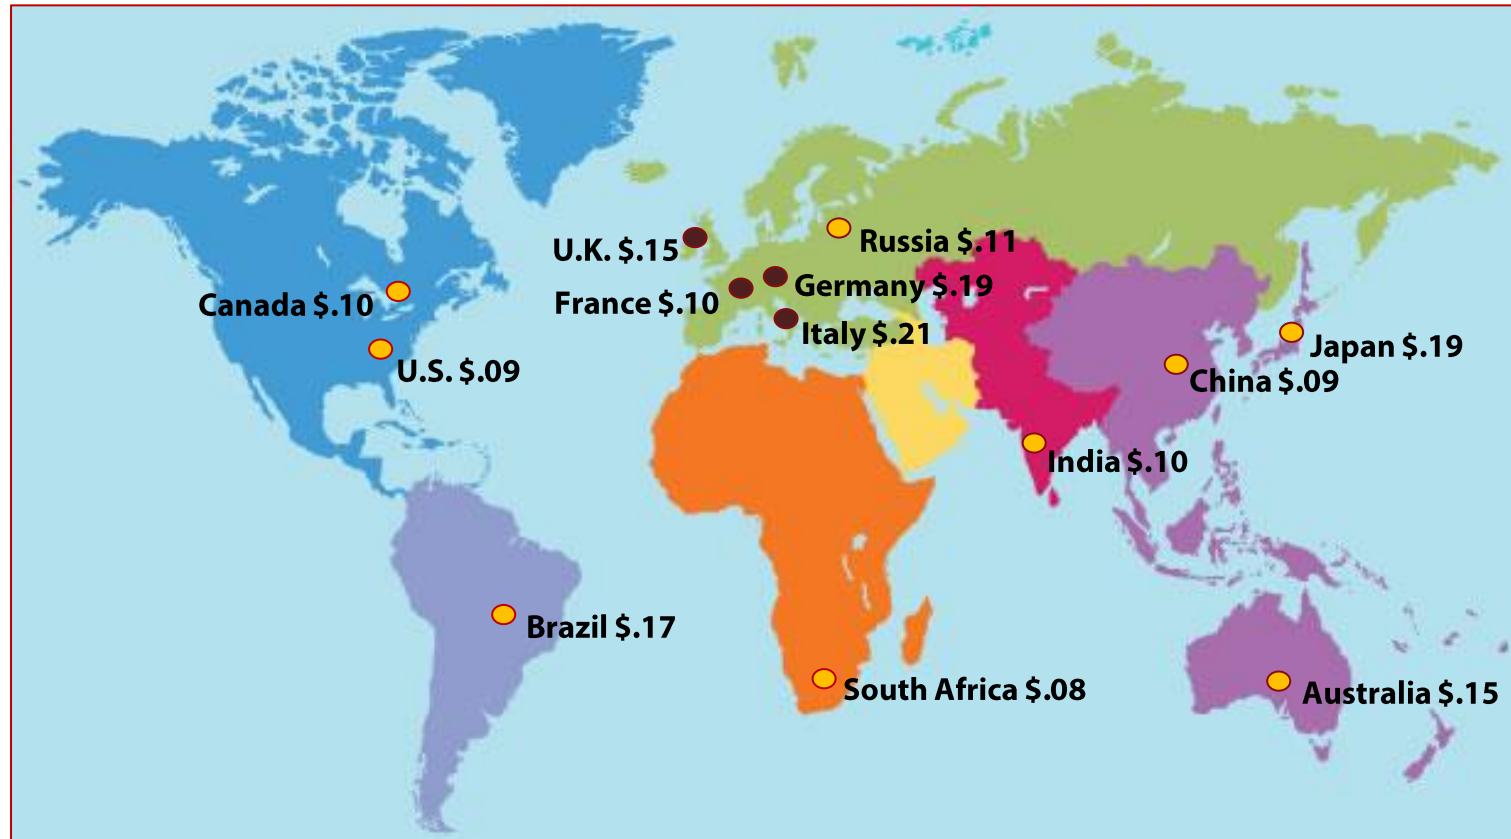 U.K. $.15
Russia $.11
Canada $.10
France $.10
Germany $.19
Italy $.21
Japan $.19
U.S. $.09
China $.09
India $.10
Brazil $.17
South Africa $.08
Australia $.15